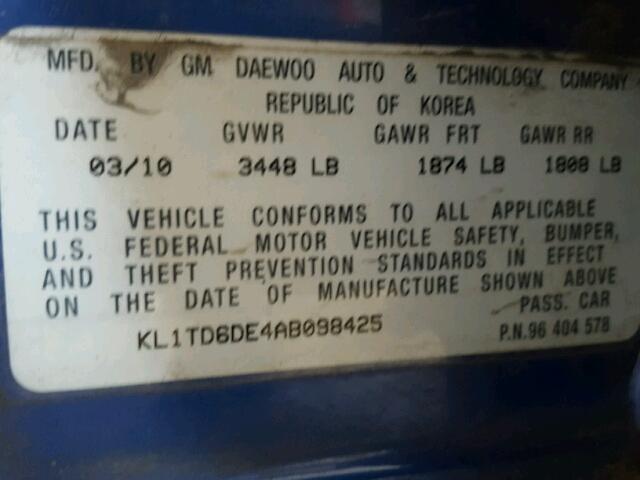 MFD. BY GM DAEWOO AUTO & TECHNOLOGY COMPANY
REPUBLIC OF KOREA
DATE GVWR GAWR FRT GAWR RR
03/10 3448 LB 1874 LB 1808 LB
THIS VEHICLE CONFORMS TO ALL APPLICABLE
U.S. FEDERAL MOTOR VEHICLE SAFETY, BUMPER,
AND THEFT PREVENTION STANDARDS IN EFFECT
ON THE DATE OF MANUFACTURE SHOWN ABOVE
PASS. CAR
KL1TD6DE4AB098425
P.N.96 404 578